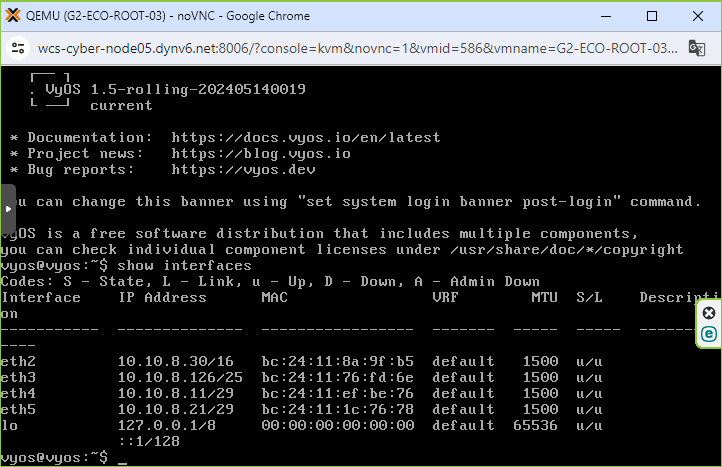 QEMU (G2-ECO-ROOT-03) - noVNC - Google Chrome
wcs-cyber-node05.dynv6.net:8006/?console=kvm&novnc=1&vmid=586&vmname=G2-ECO-ROOT-03...
. VyOS 1.5-rolling-202405140019
current
* Documentation:  https://docs.vyos.io/en/latest
* Project news:   https://blog.vyos.io
* Bug reports:    https://vyos.dev
ou can change this banner using "set system login banner post-login" command.
VyOS is a free software distribution that includes multiple components,
you can check individual component licenses under /usr/share/doc/*/copyright
vyos@vyos:~$ show interfaces
Codes: S - State, L - Link, u - Up, D - Down, A - Admin Down
Interface    IP Address     MAC                VRF        MTU  S/L    Descripti
on
-----------  -------------  -----------------  -------  -----  -----  ---------
----
eth2         10.10.8.30/16  bc:24:11:8a:9f:b5  default   1500  u/u
eth3         10.10.8.126/25 bc:24:11:76:fd:6e  default   1500  u/u
eth4         10.10.8.11/29  bc:24:11:ef:be:76  default   1500  u/u
eth5         10.10.8.21/29  bc:24:11:1c:76:78  default   1500  u/u
lo           127.0.0.1/8    00:00:00:00:00:00  default  65536  u/u
::1/128
vyos@vyos:~$ _